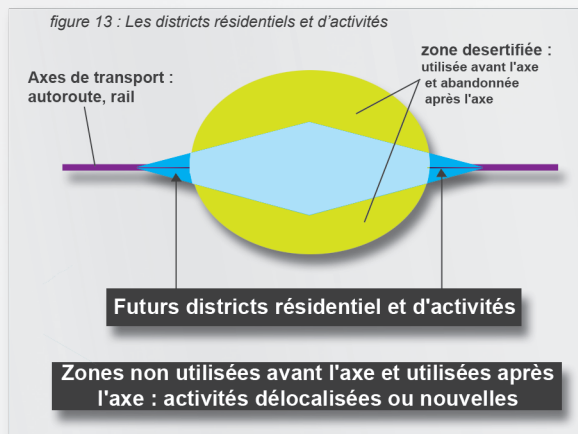 figure 13 : Les districts résidentiels et d'activités
zone desertifiée :
utilisée avant l'axe
et abandonnée
après l'axe
Axes de transport :
autoroute, rail
Futurs districts résidentiel et d'activités
Zones non utilisées avant l'axe et utilisées après
l'axe : activités délocalisées ou nouvelles